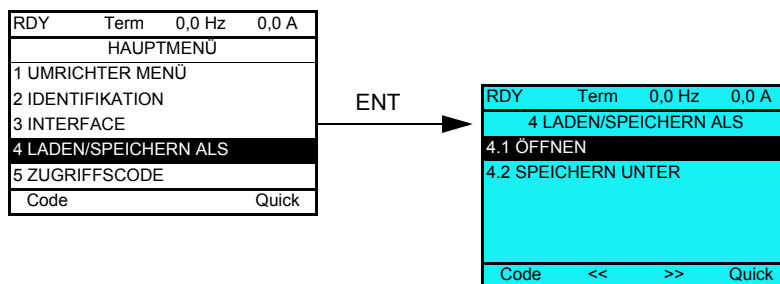 RDY Term 0,0 Hz 0,0 A
HAUPTMENÜ
1 UMRICHTER MENÜ
2 IDENTIFIKATION
3 INTERFACE
4 LADEN/SPEICHERN ALS
5 ZUGRIFFSCODE
Code Quick
ENT
RDY Term 0,0 Hz 0,0 A
4 LADEN/SPEICHERN ALS
4.1 ÖFFNEN
4.2 SPEICHERN UNTER
Code << >> Quick